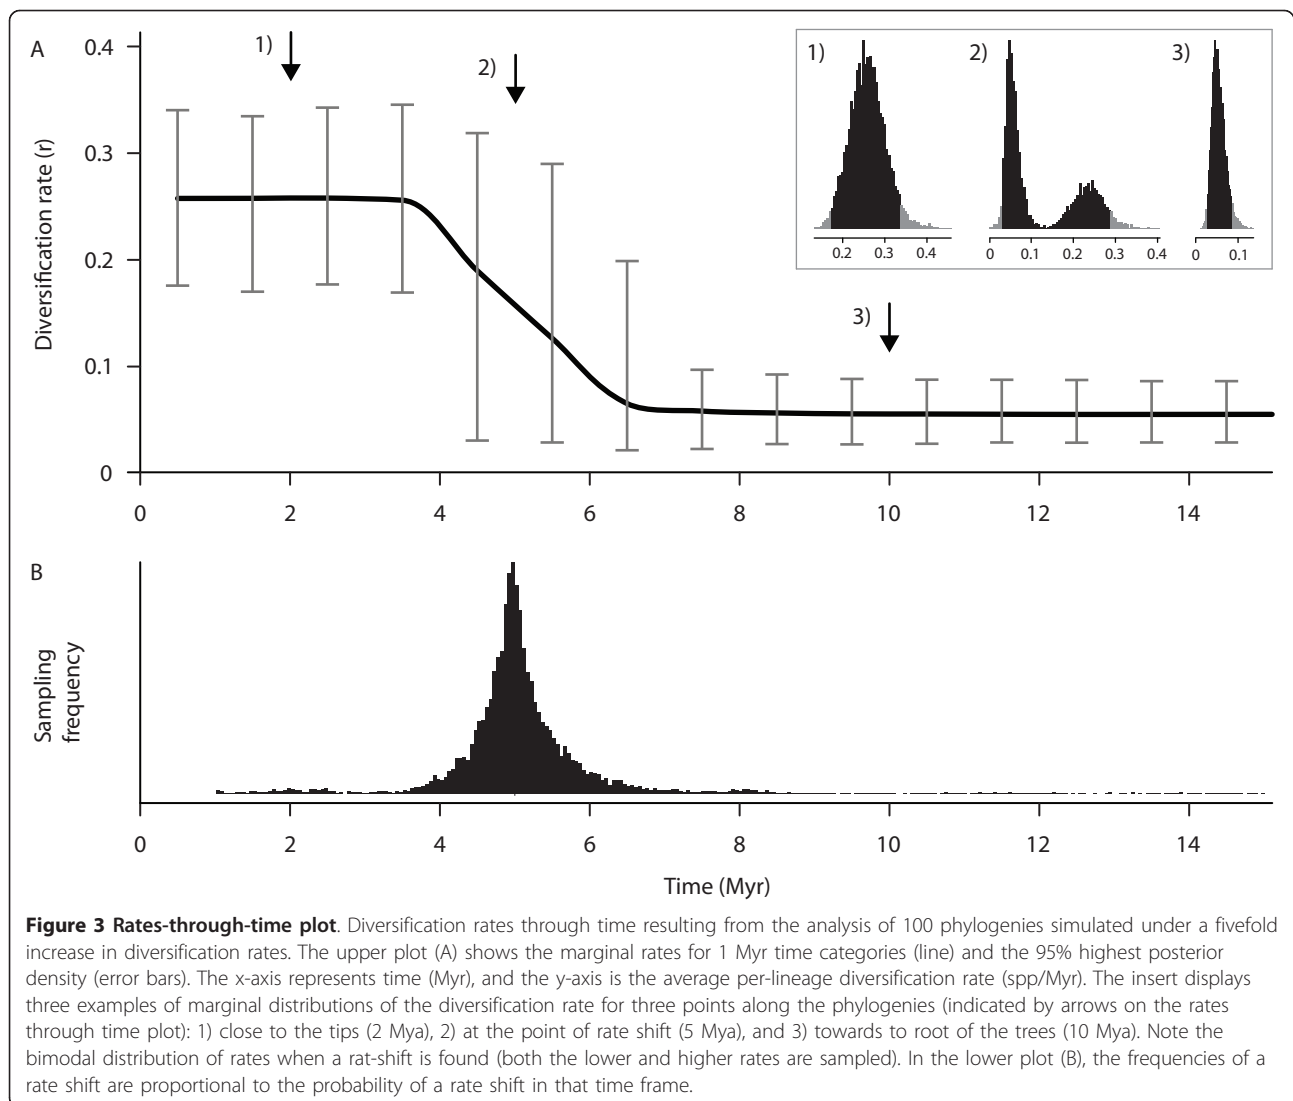 A
1)
2)
3)
0.4
0.3
0.2
0.1
0
Diversification rate (r)
0 2 4 6 8 10 12 14
1)
0.2 0.3 0.4
2)
0 0.1 0.2 0.3 0.4
3)
0 0.1
B
Sampling
frequency
0 2 4 6 8 10 12 14
Time (Myr)
Figure 3 Rates-through-time plot. Diversification rates through time resulting from the analysis of 100 phylogenies simulated under a fivefold
increase in diversification rates. The upper plot (A) shows the marginal rates for 1 Myr time categories (line) and the 95% highest posterior
density (error bars). The x-axis represents time (Myr), and the y-axis is the average per-lineage diversification rate (spp/Myr). The insert displays
three examples of marginal distributions of the diversification rate for three points along the phylogenies (indicated by arrows on the rates
through time plot): 1) close to the tips (2 Mya), 2) at the point of rate shift (5 Mya), and 3) towards to root of the trees (10 Mya). Note the
bimodal distribution of rates when a rat-shift is found (both the lower and higher rates are sampled). In the lower plot (B), the frequencies of a
rate shift are proportional to the probability of a rate shift in that time frame.